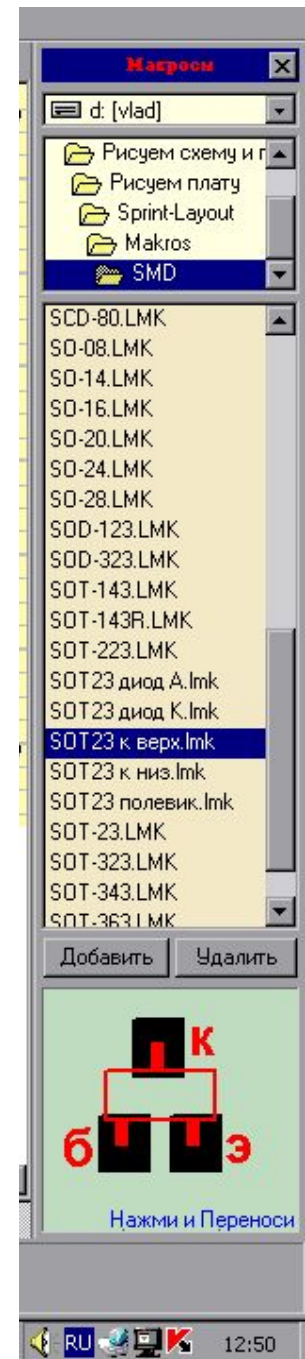 Макросы
d: [vlad]
Рисуем схему и г
Рисуем плату
Sprint-Layout
Makros
SMD
SCD-80.LMK
SO-08.LMK
SO-14.LMK
SO-16.LMK
SO-20.LMK
SO-24.LMK
SO-28.LMK
SOD-123.LMK
SOD-323.LMK
SOT-143.LMK
SOT-143R.LMK
SOT-223.LMK
SOT23 диод A.lmk
SOT23 диод K.lmk
SOT23 к верх.lmk
SOT23 к низ.lmk
SOT23 полевик.lmk
SOT-23.LMK
SOT-323.LMK
SOT-343.LMK
SOT-363.LMK
Добавить Удалить
К
б э
Нажми и Переноси
RU 12:50